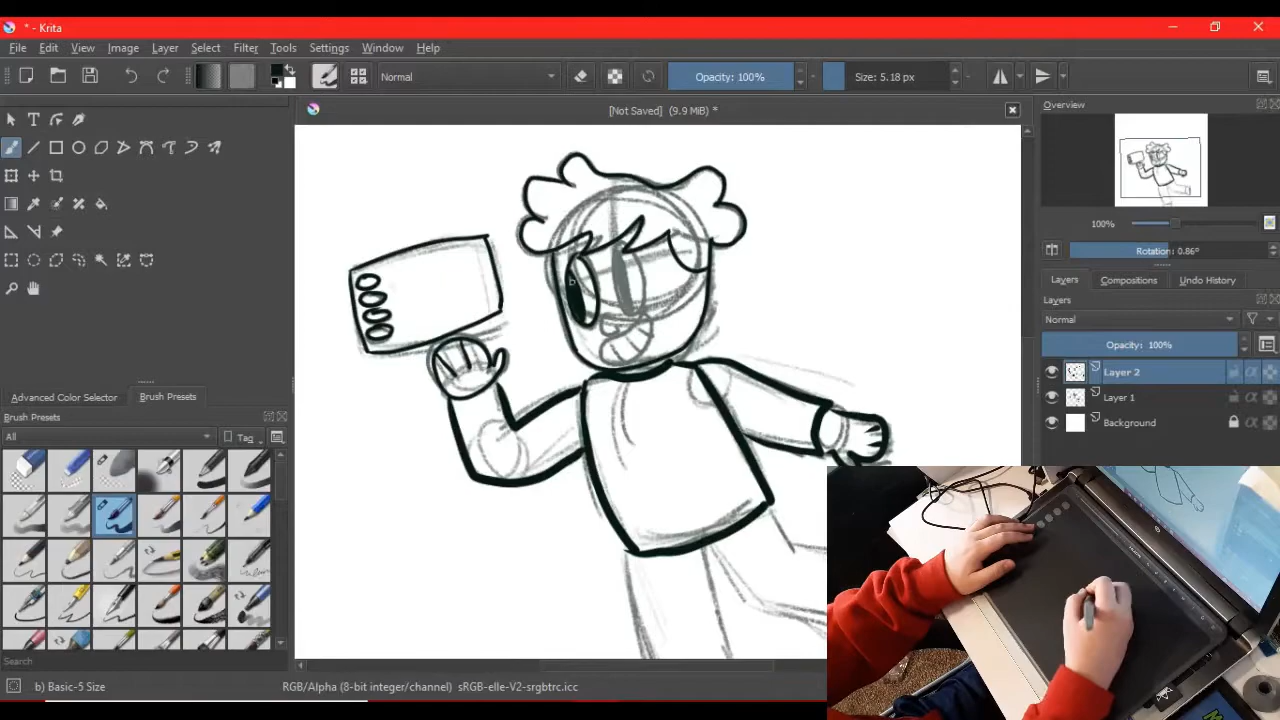 * - Krita
File Edit View Image Layer Select Filter Tools Settings Window Help
Normal Opacity: 100% Size: 5.18 px
[Not Saved] (9.9 MiB) *
Overview
100%
Rotation: 0.86°
Layers Compositions Undo History
Layers
Normal
Opacity: 100%
Layer 2
Layer 1
Background
Advanced Color Selector Brush Presets
Brush Presets
All Tag
Search
b) Basic-5 Size RGB/Alpha (8-bit integer/channel) sRGB-elle-V2-srgbtrc.icc